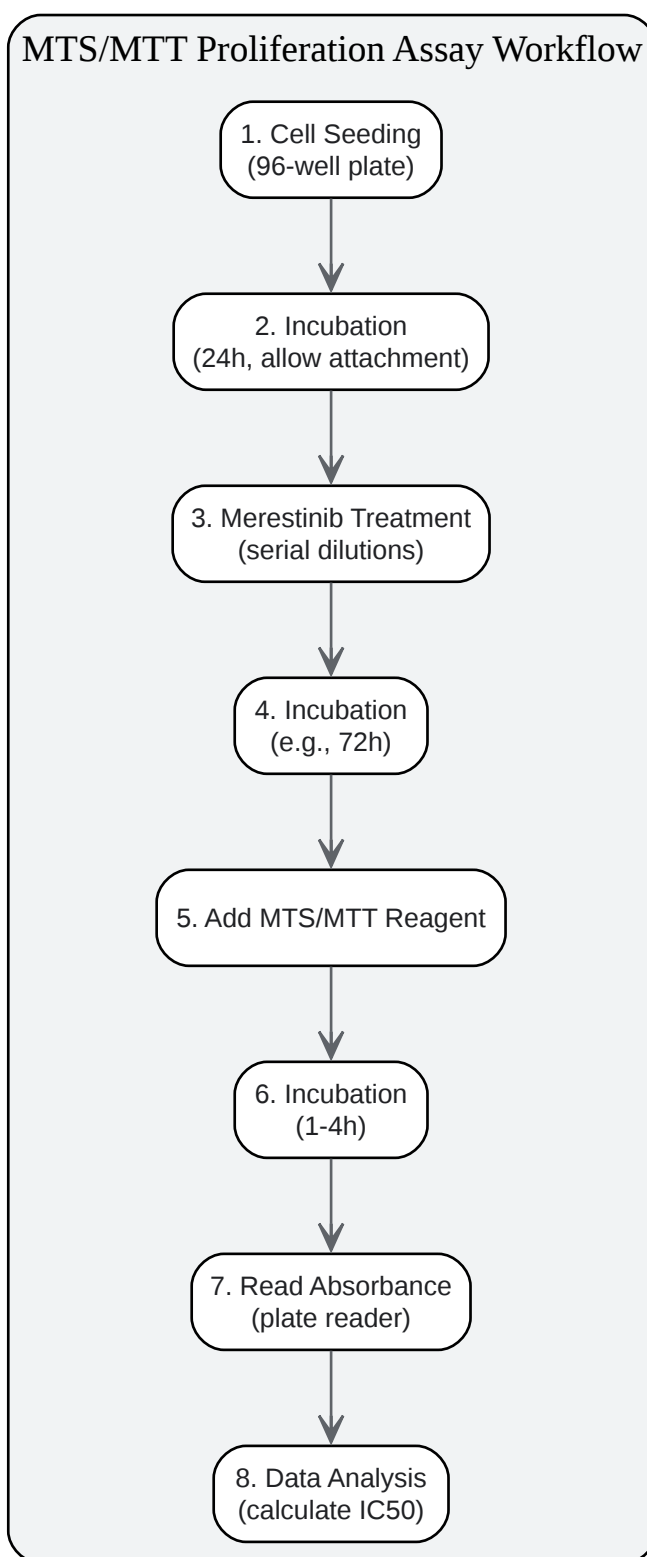 MTS/MTT Proliferation Assay Workflow
1. Cell Seeding
(96-well plate)
2. Incubation
(24h, allow attachment)
3. Merestinib Treatment
(serial dilutions)
4. Incubation
(e.g., 72h)
5. Add MTS/MTT Reagent
6. Incubation
(1-4h)
7. Read Absorbance
(plate reader)
8. Data Analysis
(calculate IC50)